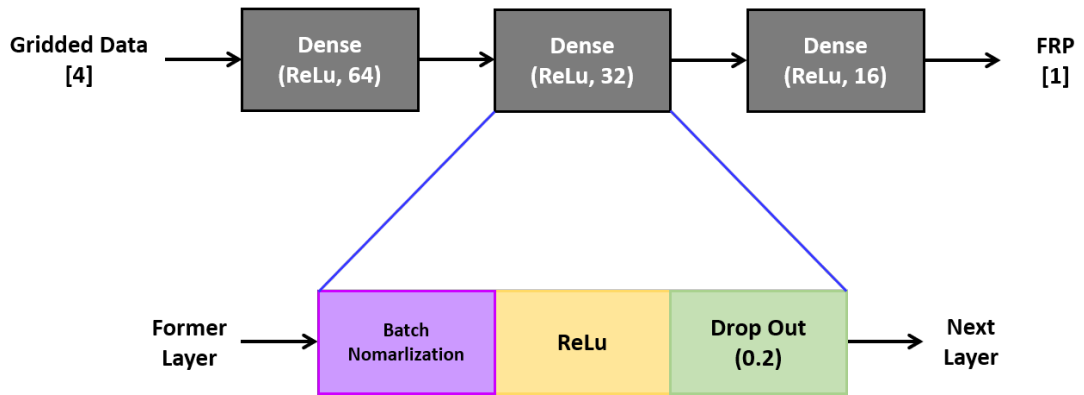 Gridded Data
[4]
Dense
(ReLu, 64)
Dense
(ReLu, 32)
Dense
(ReLu, 16)
FRP
[1]
Former
Layer
Batch
Nomarlization
ReLu
Drop Out
(0.2)
Next
Layer